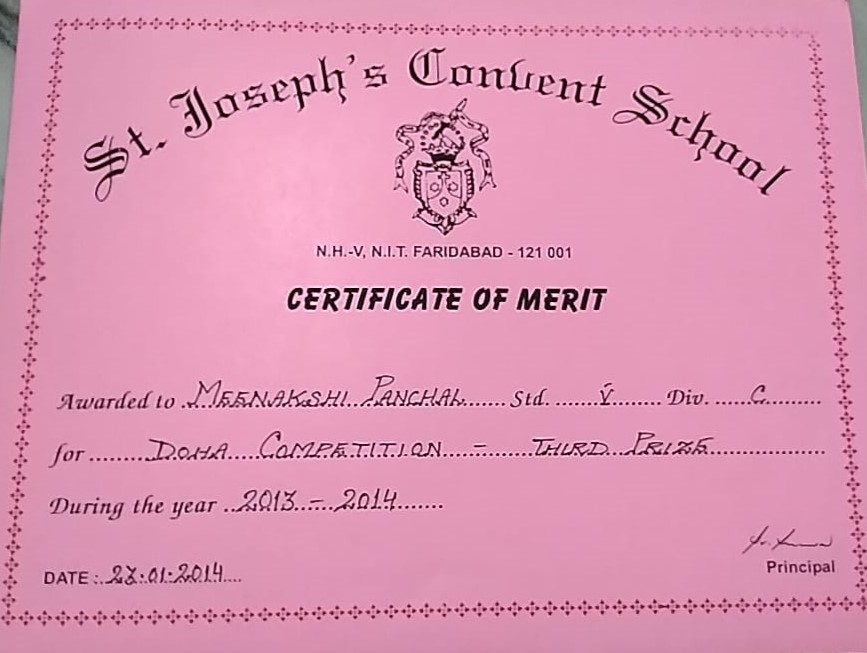 St. Joseph's Convent School
N.H.-V, N.I.T. FARIDABAD - 121 001
CERTIFICATE OF MERIT
Awarded to MEENAKSHI PANCHAL Std. V Div. C
for DOHA COMPETITION - THIRD PRIZE
During the year 2013 - 2014
Principal
DATE : 27.01.2014